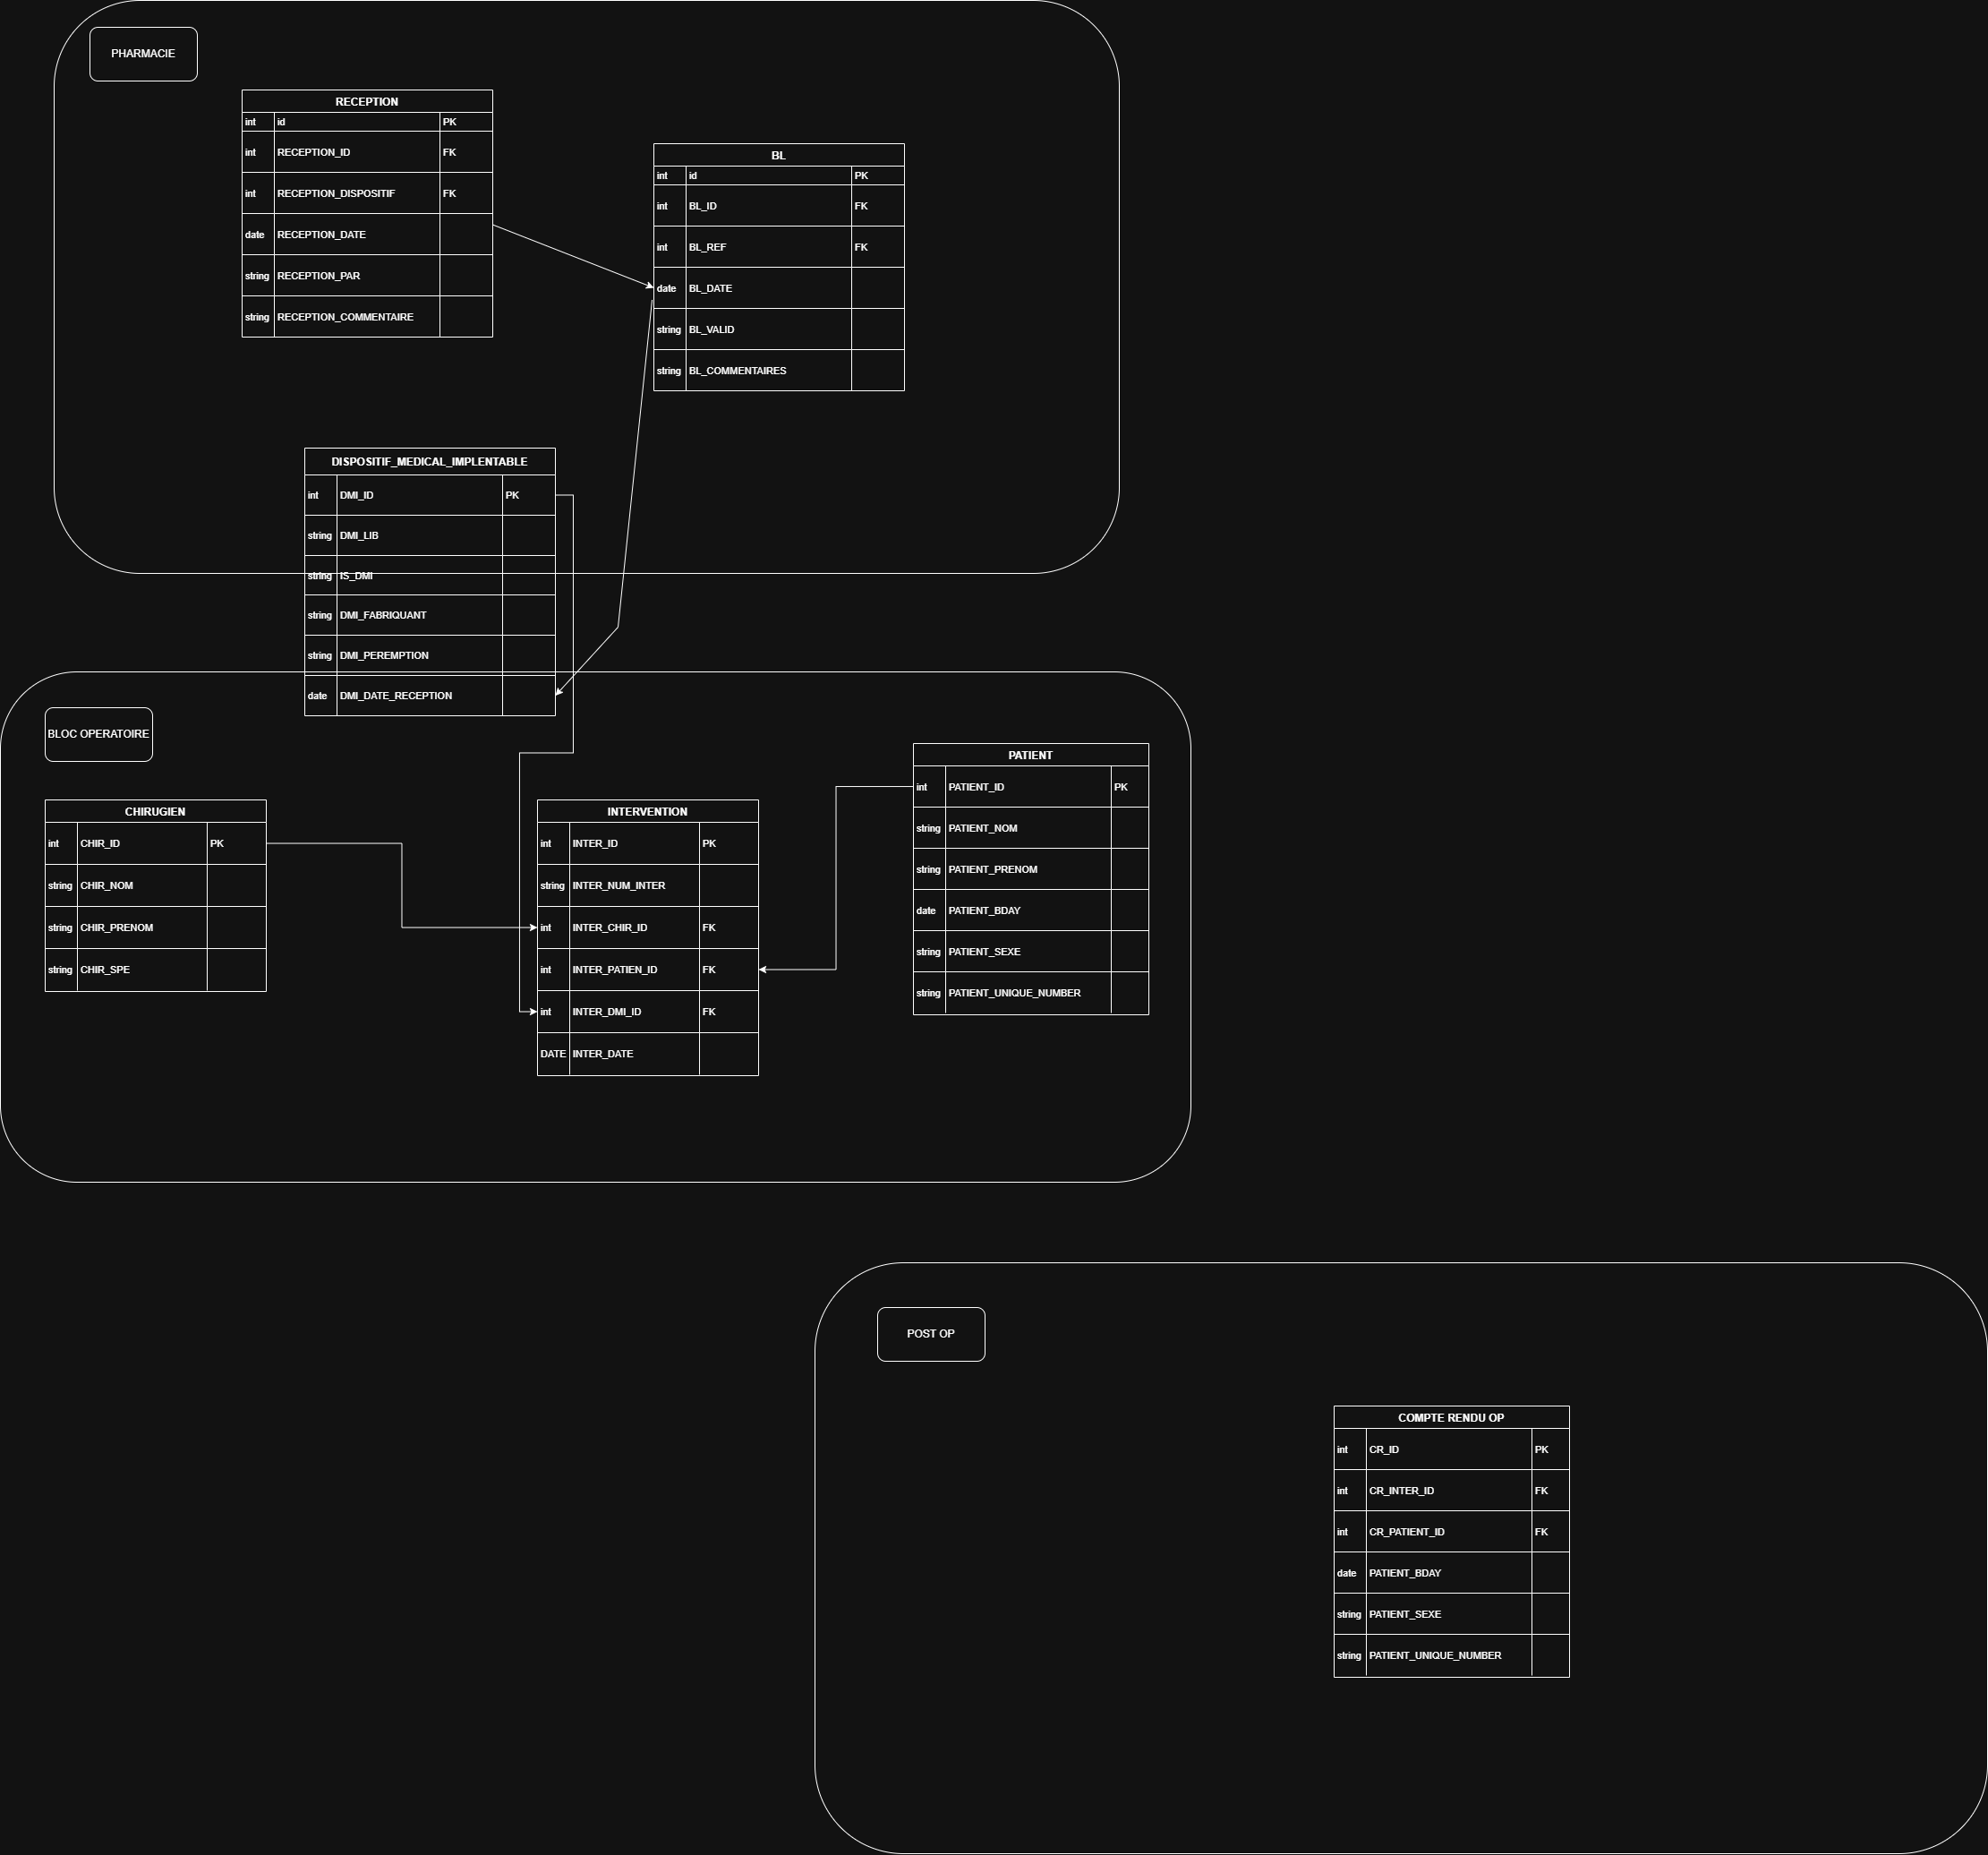 PHARMACIE
RECEPTION
int id PK
int RECEPTION_ID FK
int RECEPTION_DISPOSITIF FK
date RECEPTION_DATE
string RECEPTION_PAR
string RECEPTION_COMMENTAIRE
BL
int id PK
int BL_ID FK
int BL_REF FK
date BL_DATE
string BL_VALID
string BL_COMMENTAIRES
DISPOSITIF_MEDICAL_IMPLENTABLE
int DMI_ID PK
string DMI_LIB
string IS_DMI
string DMI_FABRIQUANT
string DMI_PEREMPTION
date DMI_DATE_RECEPTION
BLOC OPERATOIRE
CHIRUGIEN
int CHIR_ID PK
string CHIR_NOM
string CHIR_PRENOM
string CHIR_SPE
INTERVENTION
int INTER_ID PK
string INTER_NUM_INTER
int INTER_CHIR_ID FK
int INTER_PATIEN_ID FK
int INTER_DMI_ID FK
DATE INTER_DATE
PATIENT
int PATIENT_ID PK
string PATIENT_NOM
string PATIENT_PRENOM
date PATIENT_BDAY
string PATIENT_SEXE
string PATIENT_UNIQUE_NUMBER
POST OP
COMPTE RENDU OP
int CR_ID PK
int CR_INTER_ID FK
int CR_PATIENT_ID FK
date PATIENT_BDAY
string PATIENT_SEXE
string PATIENT_UNIQUE_NUMBER